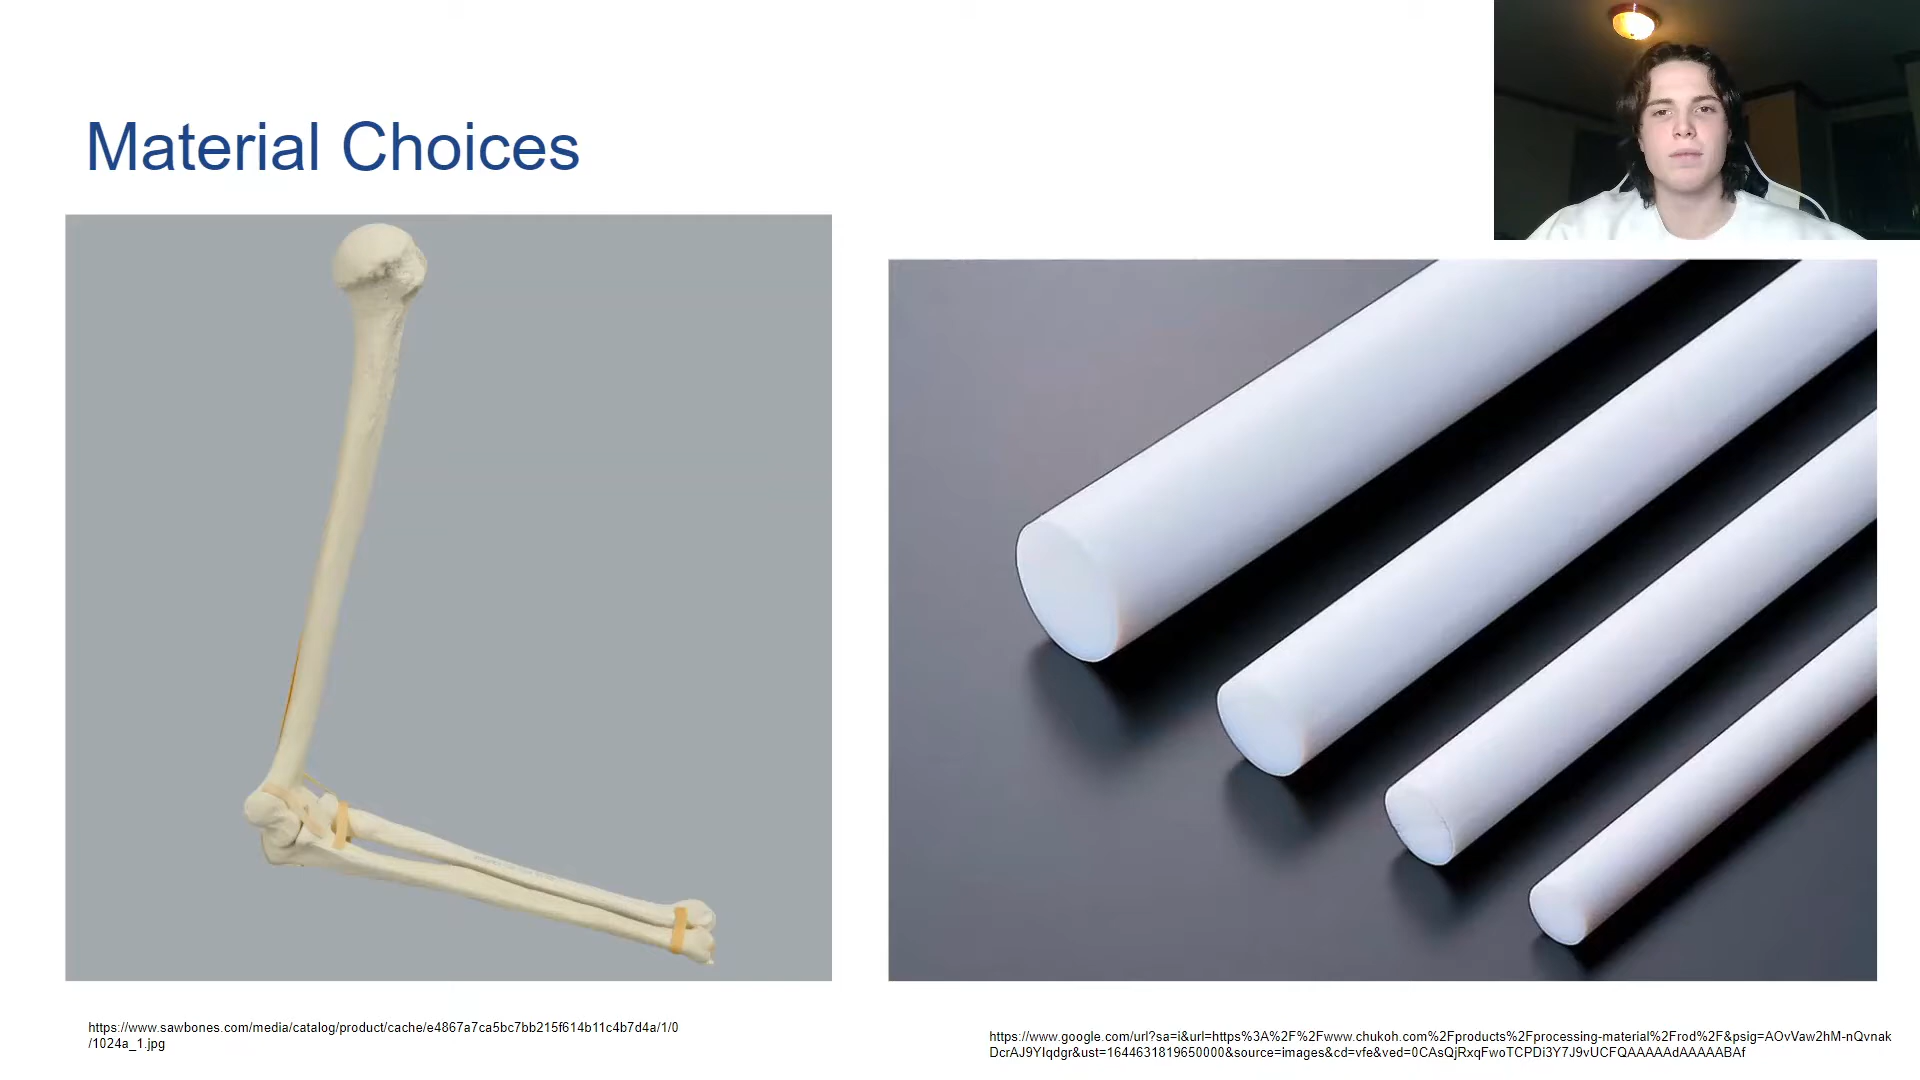 Material Choices
https://www.sawbones.com/media/catalog/product/cache/e4867a7ca5bc7bb215f614b11c4b7d4a/1/0
/1024a_1.jpg
https://www.google.com/url?sa=i&url=https%3A%2F%2Fwww.chukoh.com%2Fproducts%2Fprocessing-material%2Frod%2F&psig=AOvVaw2hM-nQvnak
DcrAJ9YIqdgr&ust=1644631819650000&source=images&cd=vfe&ved=0CAsQjRxqFwoTCPDi3Y7J9vUCFQAAAAAdAAAAABAf